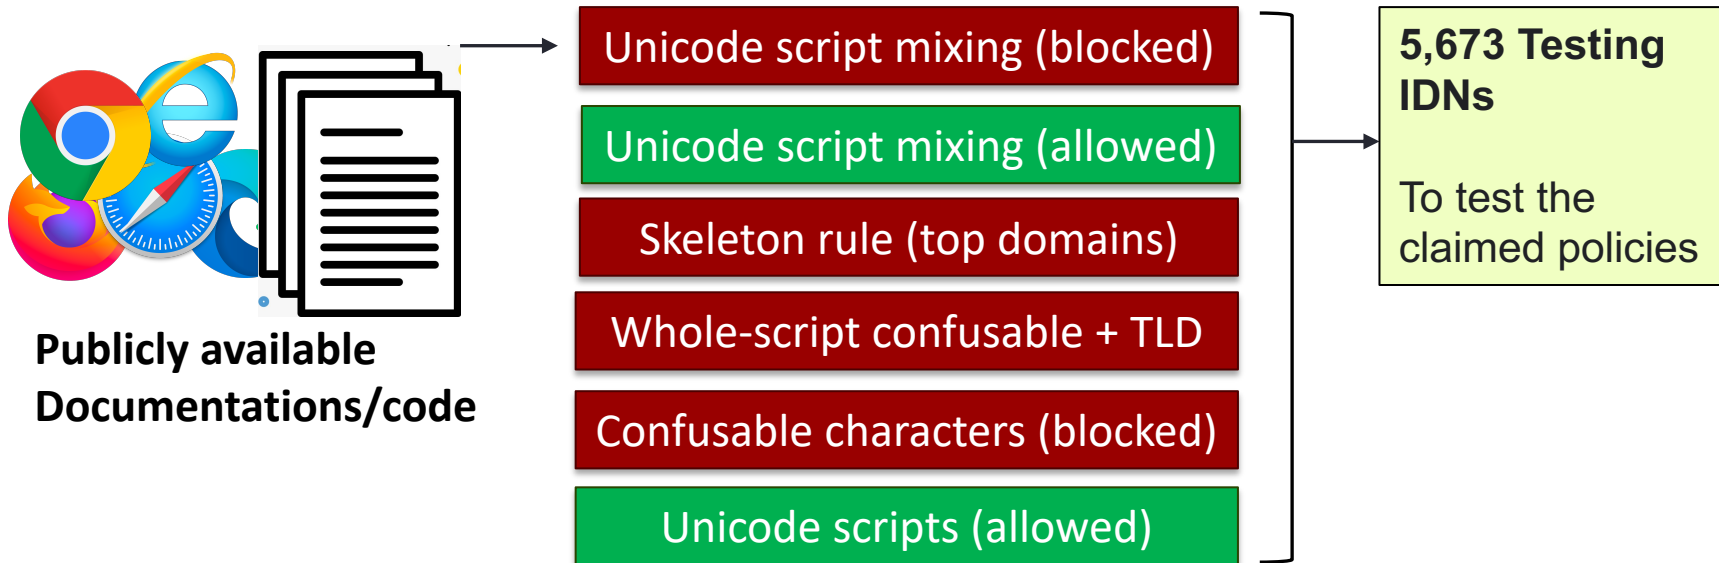 Unicode script mixing (blocked)
Unicode script mixing (allowed)
Skeleton rule (top domains)
Whole-script confusable + TLD
Confusable characters (blocked)
Unicode scripts (allowed)
Publicly available
Documentations/code
5,673 Testing
IDNs
To test the
claimed policies